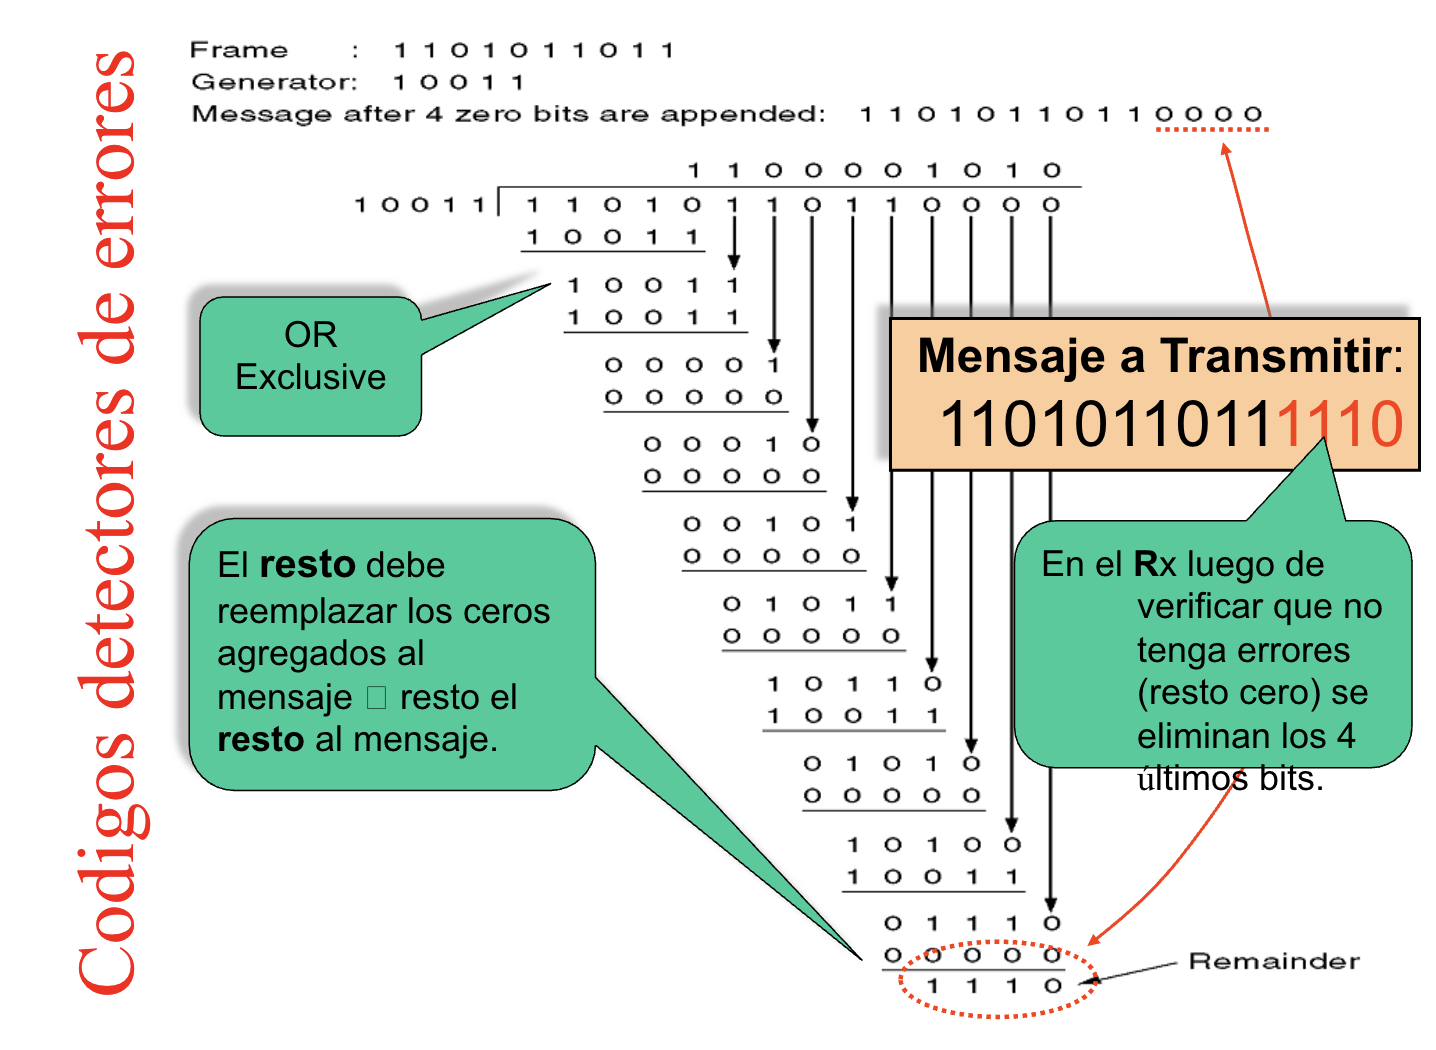 Codigos detectores de errores
Frame : 1 1 0 1 0 1 1 0 1 1
Generator: 1 0 0 1 1
Message after 4 zero bits are appended: 1 1 0 1 0 1 1 0 1 1 0 0 0 0
1 1 0 0 0 0 1 0 1 0
1 0 0 1 1 1 1 0 1 0 1 1 0 1 1 0 0 0 0
1 0 0 1 1
1 0 0 1 1
1 0 0 1 1
0 0 0 0 1
0 0 0 0 0
0 0 0 1 0
0 0 0 0 0
0 0 1 0 1
0 0 0 0 0
0 1 0 1 1
0 0 0 0 0
1 0 1 1 0
1 0 0 1 1
0 1 0 1 0
0 0 0 0 0
1 0 1 0 0
1 0 0 1 1
0 1 1 1 0
0 0 0 0 0
1 1 1 0
Remainder
OR
Exclusive
Mensaje a Transmitir:
11010110111110
El resto debe
reemplazar los ceros
agregados al
mensaje □ resto el
resto al mensaje.
En el Rx luego de
verificar que no
tenga errores
(resto cero) se
eliminan los 4
últimos bits.